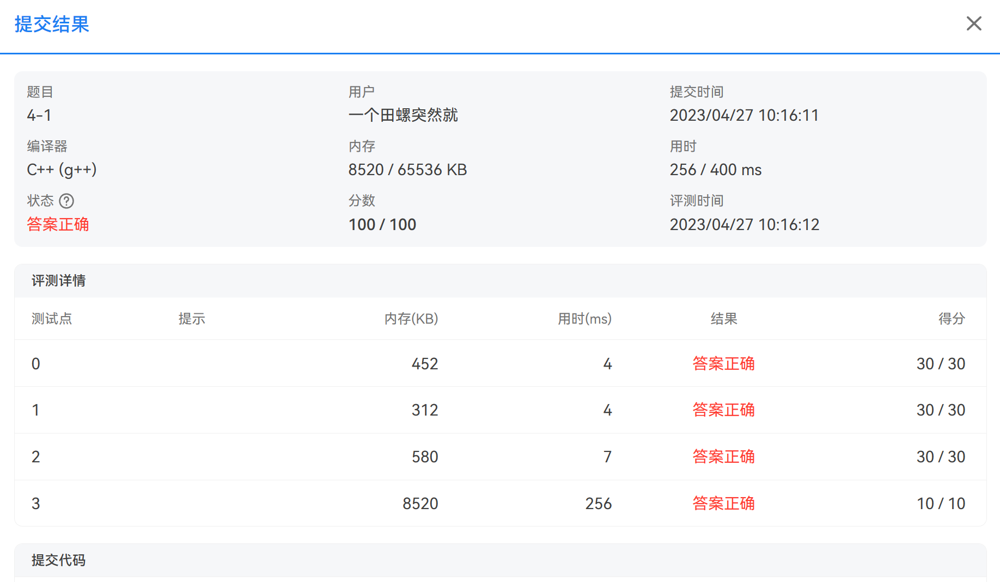 提交结果
题目 用户 提交时间
4-1 一个田螺突然就 2023/04/27 10:16:11
编译器 内存 用时
C++ (g++) 8520 / 65536 KB 256 / 400 ms
状态 ? 分数 评测时间
答案正确 100 / 100 2023/04/27 10:16:12
评测详情
测试点 提示 内存(KB) 用时(ms) 结果 得分
0 452 4 答案正确 30 / 30
1 312 4 答案正确 30 / 30
2 580 7 答案正确 30 / 30
3 8520 256 答案正确 10 / 10
提交代码